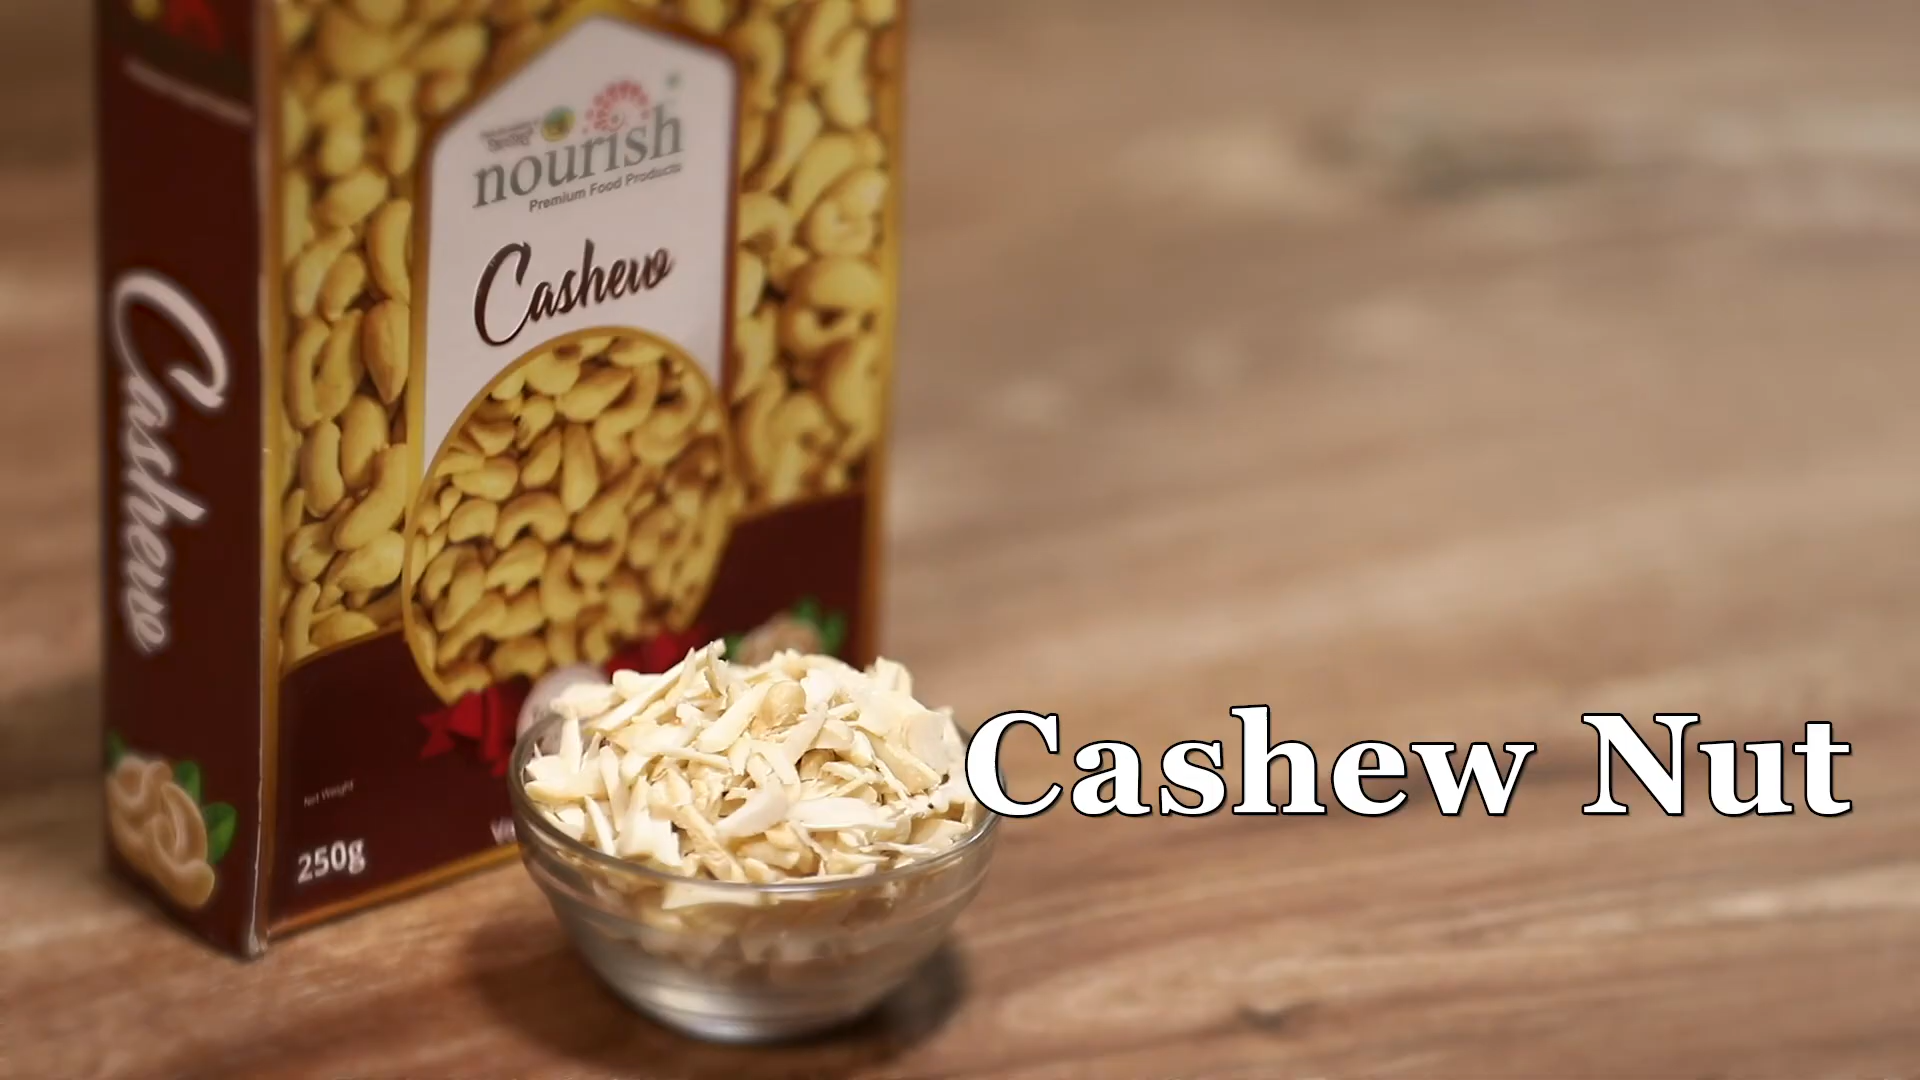 nourish
Premium Food Products
Cashew
Cashew
Net Weight
250g
Cashew Nut